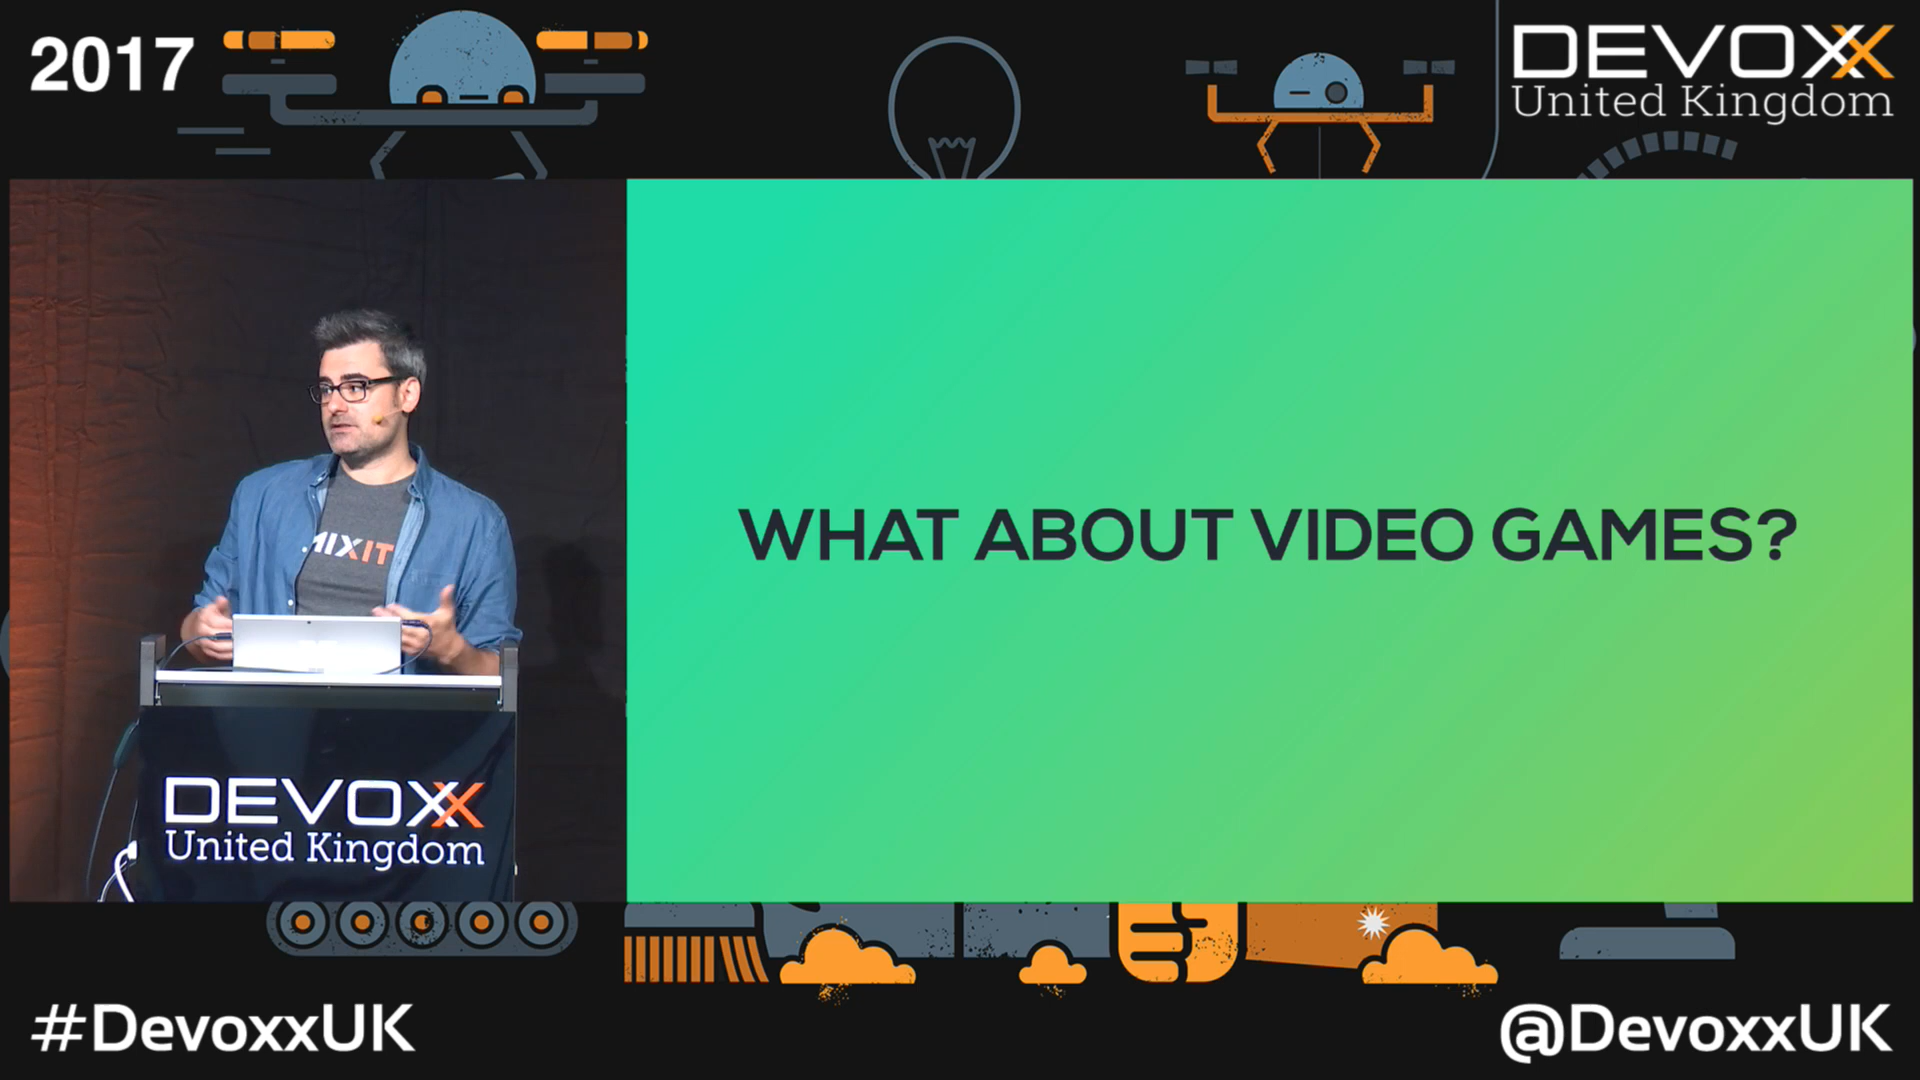 2017
DEVOXX
United Kingdom
MIXIT
WHAT ABOUT VIDEO GAMES?
DEVOXX
United Kingdom
#DevoxxUK
@DevoxxUK